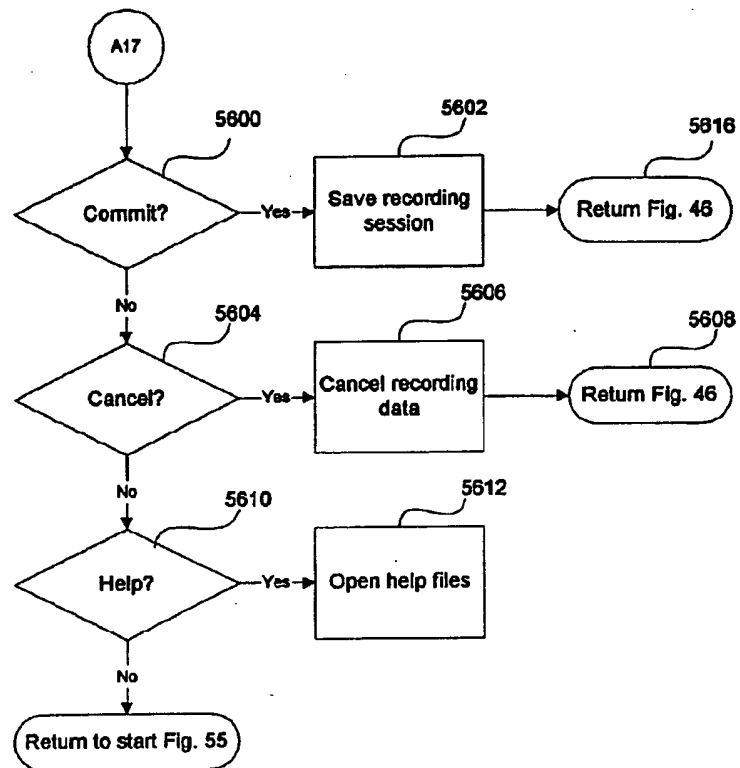 A17
5600
Commit?
Yes
5602
Save recording
session
5616
Return Fig. 46
No
5604
Cancel?
Yes
5606
Cancel recording
data
5608
Return Fig. 46
No
5610
Help?
Yes
5612
Open help files
No
Return to start Fig. 55